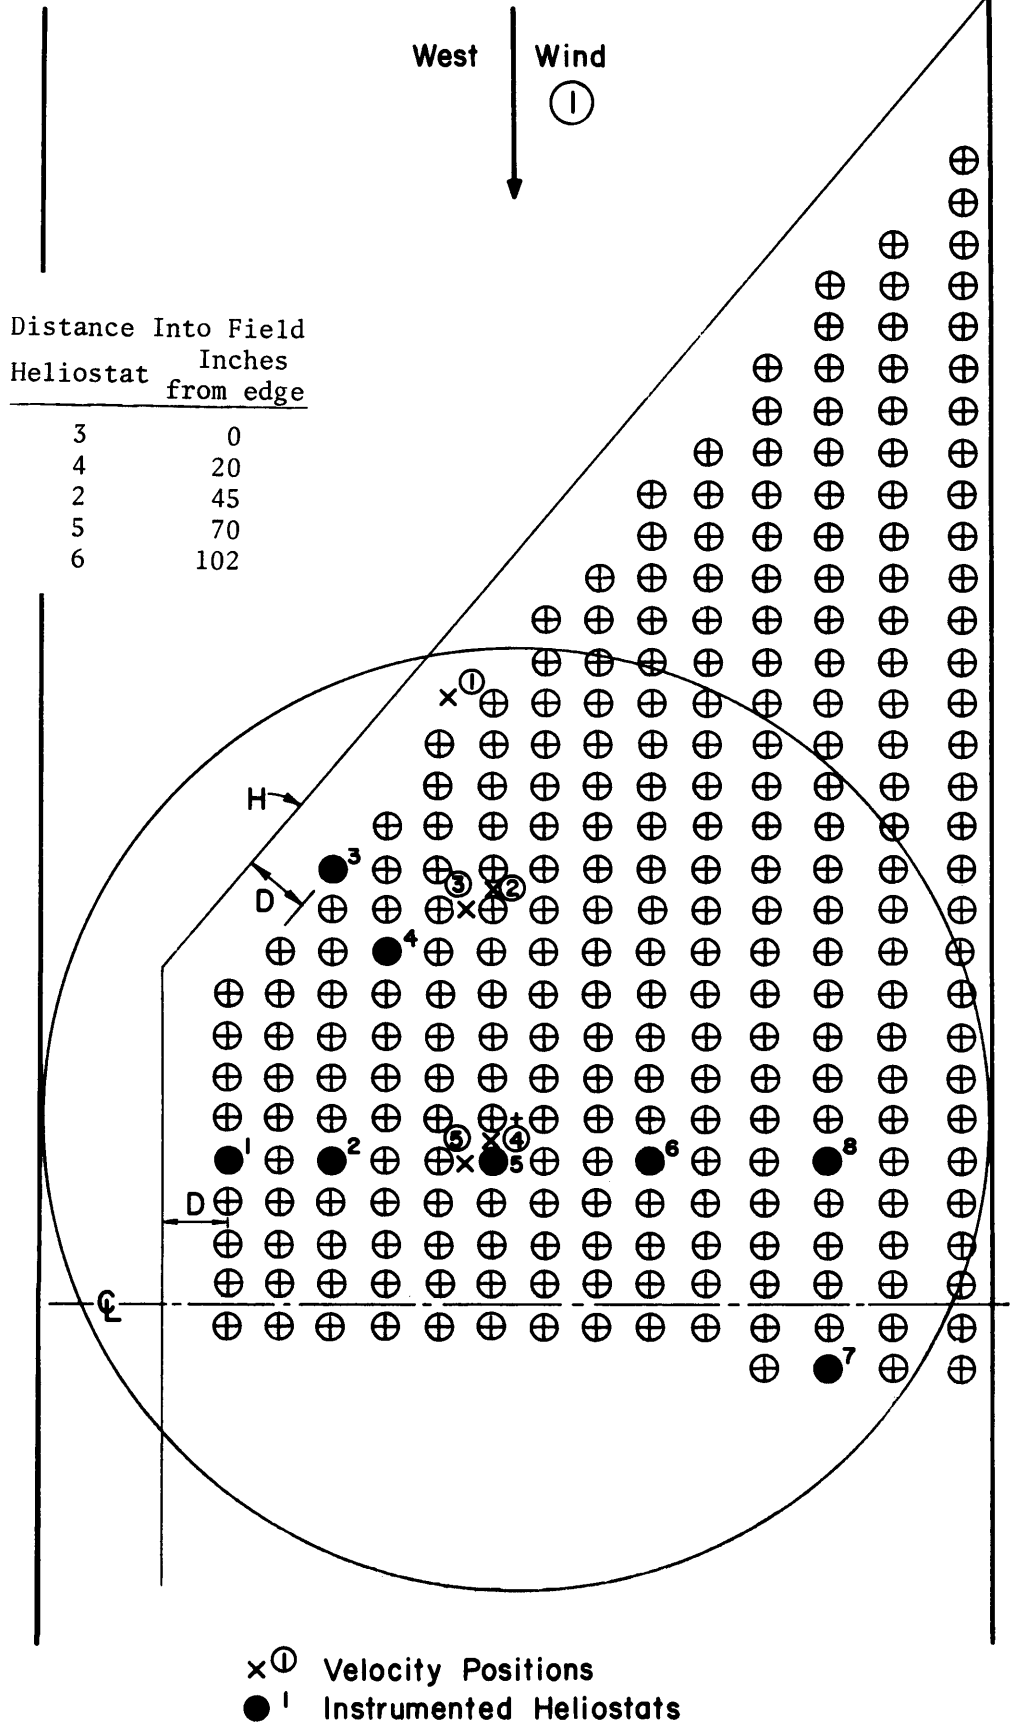 West Wind
1
Distance Into Field
Heliostat Inches from edge
3 0
4 20
2 45
5 70
6 102
1
H
3
D
3
2
4
5
4
1
2
5
6
8
D
CL
7
x 1 Velocity Positions
1 Instrumented Heliostats